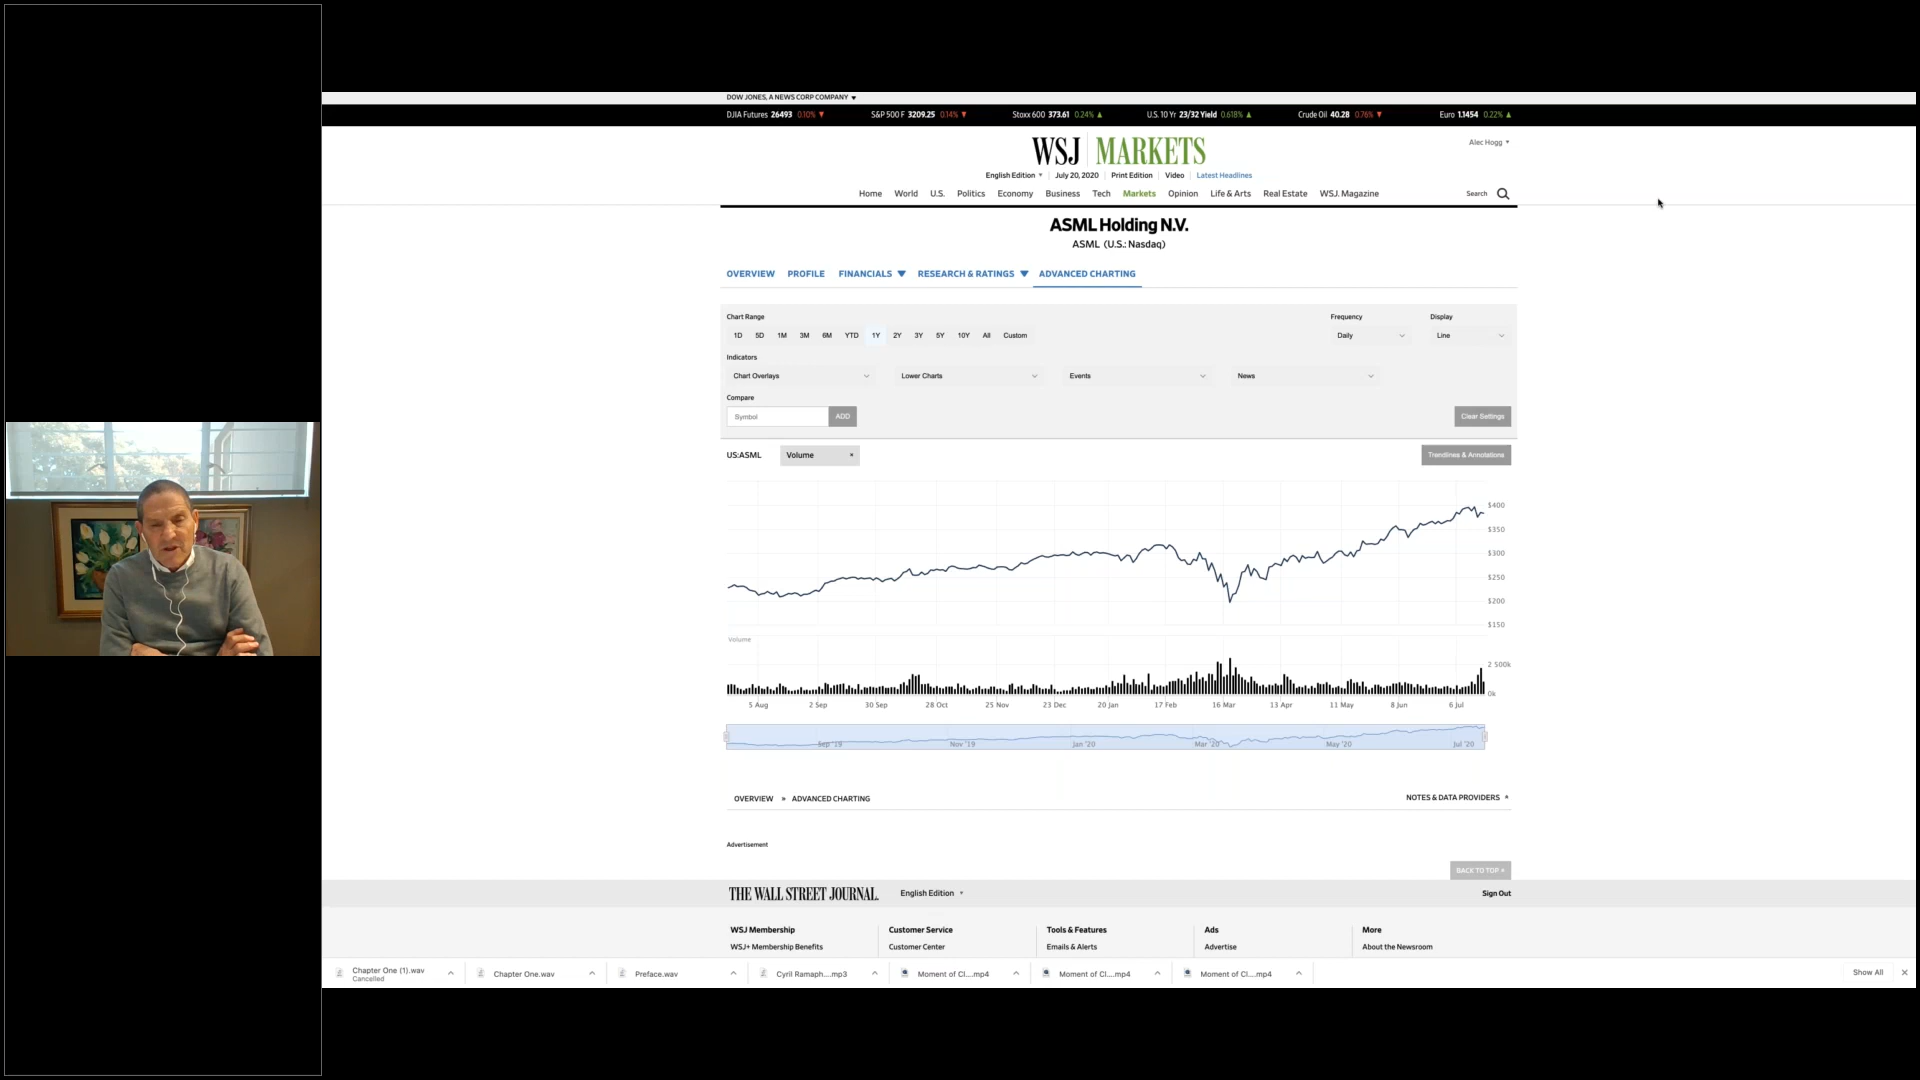 DOW JONES, A NEWS CORP COMPANY
DJIA Futures 26493 0.10% S&P 500 F 3209.25 0.14% Stoxx 600 373.61 0.24% U.S. 10 Yr 23/32 Yield 0.618% Crude Oil 40.28 0.76% Euro 1.1454 0.22%
WSJ MARKETS
Alec Hogg
English Edition July 20, 2020 Print Edition Video Latest Headlines
Home World U.S. Politics Economy Business Tech Markets Opinion Life & Arts Real Estate WSJ. Magazine Search
ASML Holding N.V.
ASML (U.S.: Nasdaq)
OVERVIEW PROFILE FINANCIALS RESEARCH & RATINGS ADVANCED CHARTING
Chart Range Frequency Display
1D 5D 1M 3M 6M YTD 1Y 2Y 3Y 5Y 10Y All Custom Daily Line
Indicators
Chart Overlays Lower Charts Events News
Compare
Symbol ADD Clear Settings
US:ASML Volume × Trendlines & Annotations
$400
$350
$300
$250
$200
$150
Volume
2 500k
0k
5 Aug 2 Sep 30 Sep 28 Oct 25 Nov 23 Dec 20 Jan 17 Feb 16 Mar 13 Apr 11 May 8 Jun 6 Jul
Sep '19 Nov '19 Jan '20 Mar '20 May '20 Jul '20
OVERVIEW » ADVANCED CHARTING NOTES & DATA PROVIDERS
Advertisement
BACK TO TOP
THE WALL STREET JOURNAL. English Edition Sign Out
WSJ Membership Customer Service Tools & Features Ads More
WSJ+ Membership Benefits Customer Center Emails & Alerts Advertise About the Newsroom
Chapter One (1).wav Chapter One.wav Preface.wav Cyril Ramaph....mp3 Moment of Cl....mp4 Moment of Cl....mp4 Moment of Cl....mp4 Show All
Cancelled